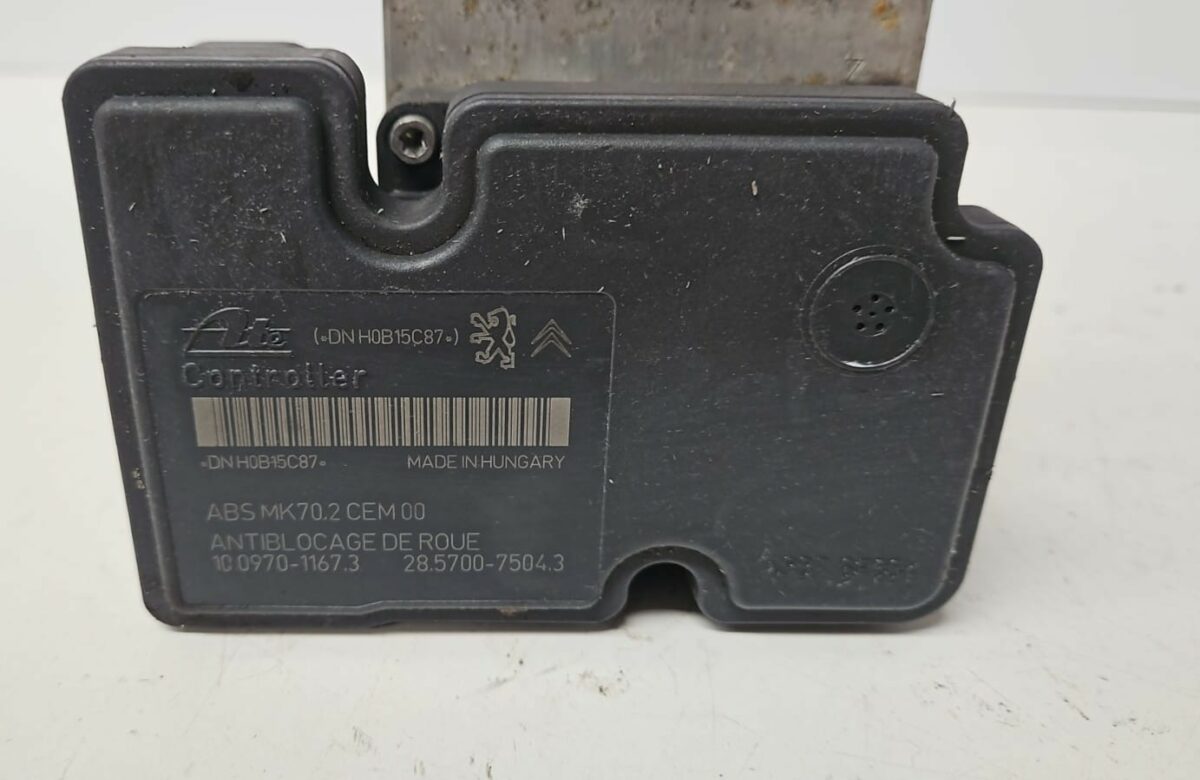 Ate (•DN H0B15C87•)
Controller
•DN H0B15C87• MADE IN HUNGARY
ABS MK70.2 CEM 00
ANTIBLOCAGE DE ROUE
10.0970-1167.3 28.5700-7504.3
Z